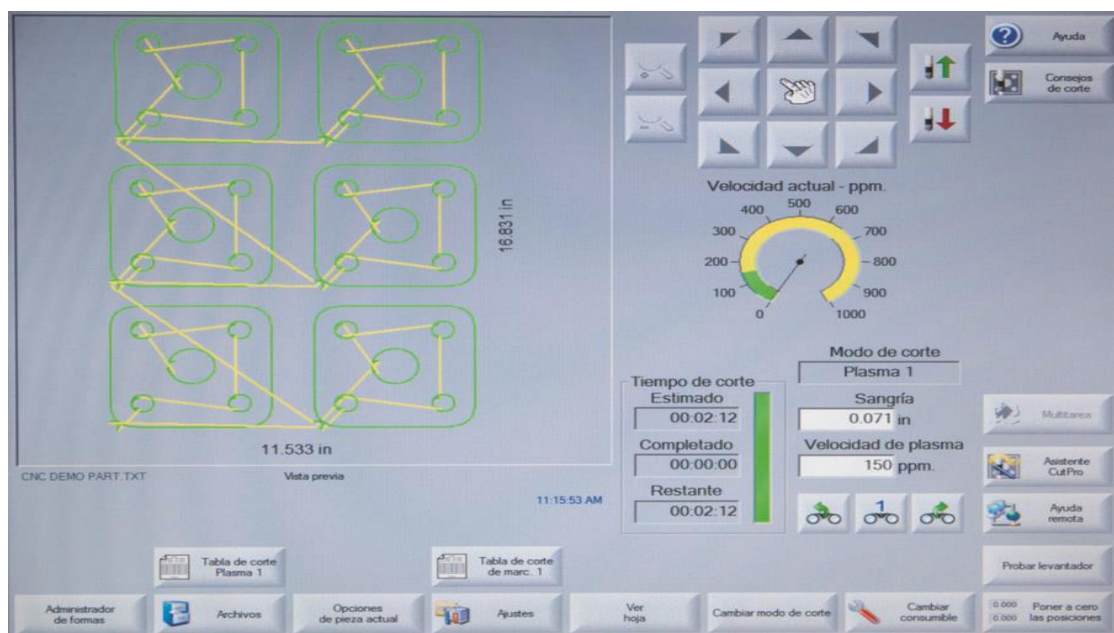 Ayuda
Consejos
de corte
Velocidad actual - ppm.
0
100
200
300
400
500
600
700
800
900
1000
16.831 in
11.533 in
CNC DEMO PART.TXT
Vista previa
11:15:53 AM
Modo de corte
Plasma 1
Tiempo de corte
Estimado
00:02:12
Completado
00:00:00
Restante
00:02:12
Sangría
0.071 in
Velocidad de plasma
150 ppm.
1
Multitarea
Asistente
CutPro
Ayuda
remota
Probar levantador
Tabla de corte
Plasma 1
Tabla de corte
de marc. 1
Administrador
de formas
Archivos
Opciones
de pieza actual
Ajustes
Ver
hoja
Cambiar modo de corte
Cambiar
consumible
0.000
0.000
Poner a cero
las posiciones